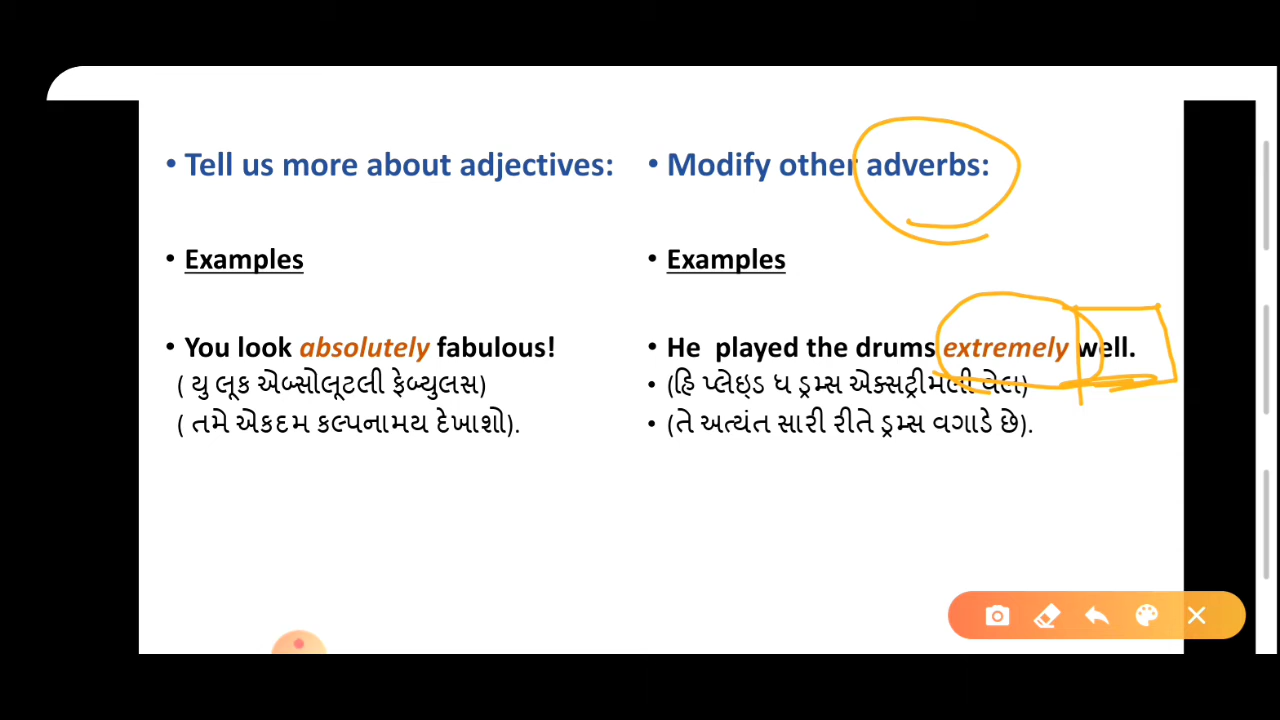 • Tell us more about adjectives:
• Examples
• You look absolutely fabulous!
( યુ લૂક એબ્સોલૂટલી ફેબ્યુલસ)
( તમે એકદમ કલ્પનામય દેખાશો).
• Modify other adverbs:
• Examples
• He played the drums extremely well.
• (હિ પ્લેઇડ ધ ડ્રમ્સ એક્સટ્રીમલી વેલ)
• (તે અત્યંત સારી રીતે ડ્રમ્સ વગાડે છે).